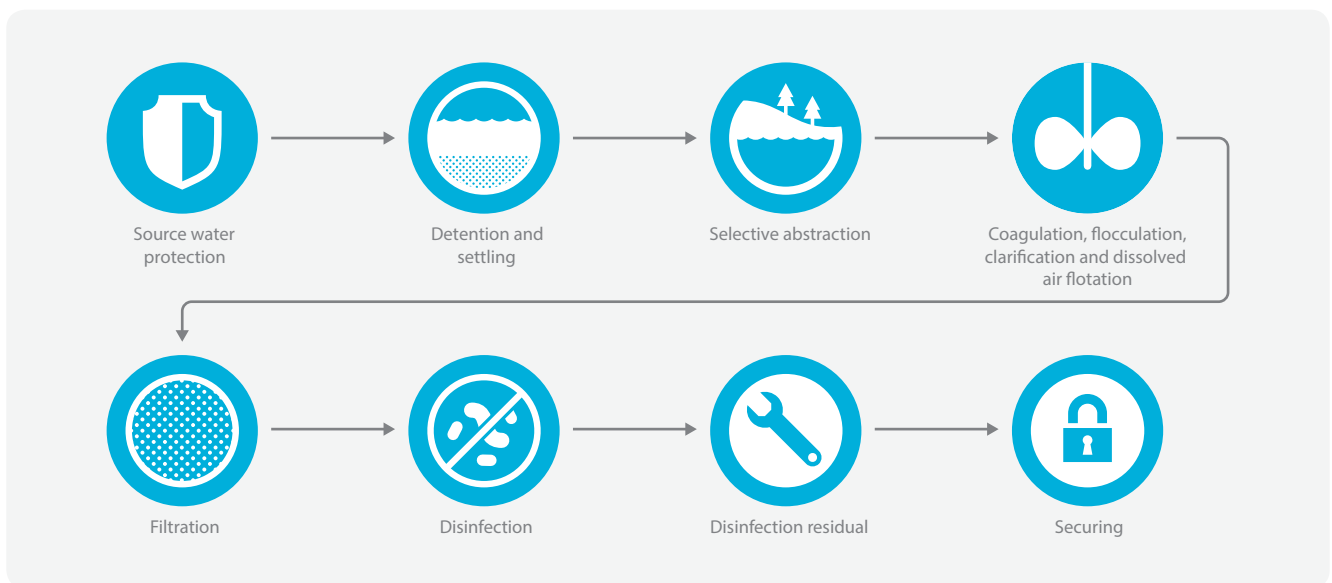 Source water
protection
Detention and
settling
Selective abstraction
Coagulation, flocculation,
clarification and dissolved
air flotation
Filtration
Disinfection
Disinfection residual
Securing